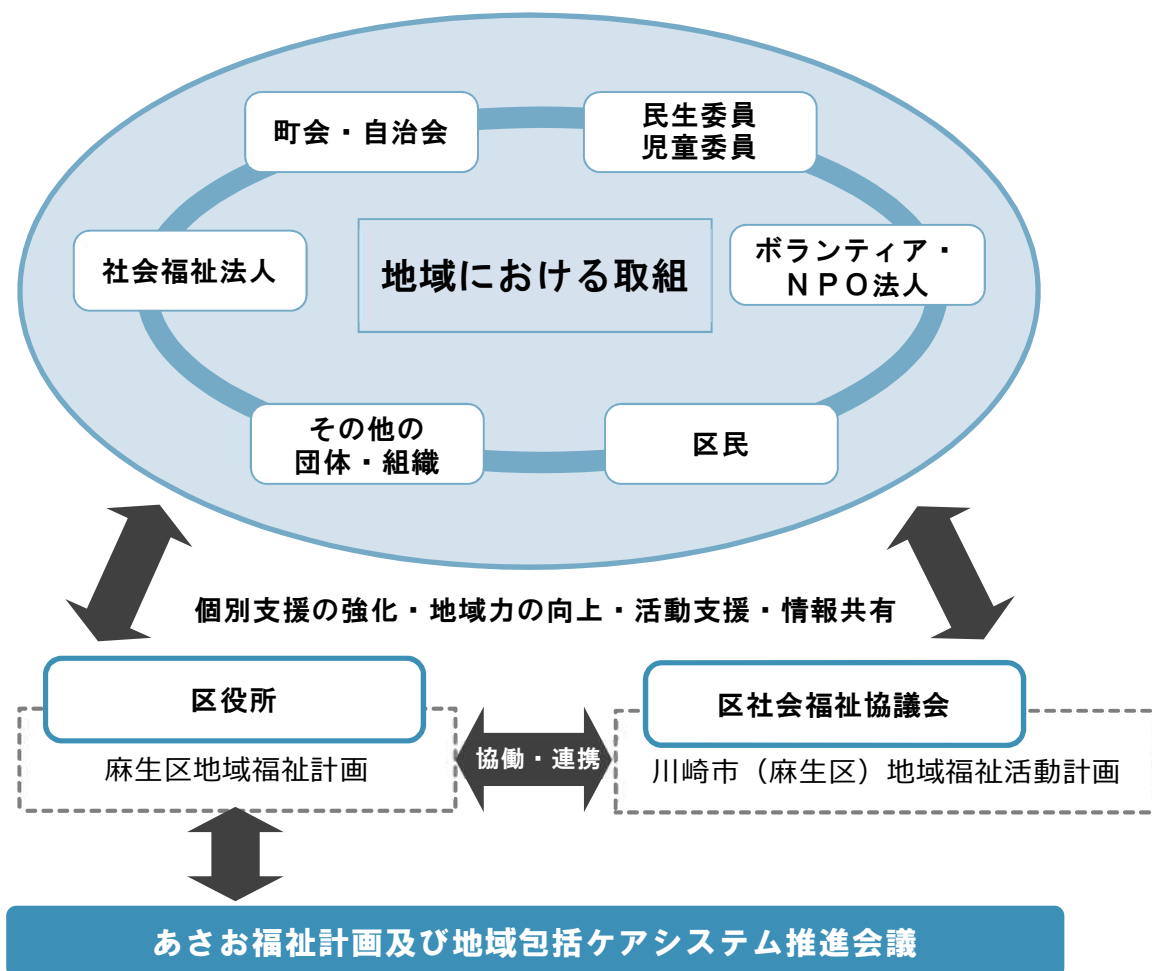 町会・自治会
民生委員
児童委員
社会福祉法人
地域における取組
ボランティア・
ＮＰＯ法人
その他の
団体・組織
区民
個別支援の強化・地域力の向上・活動支援・情報共有
区役所
麻生区地域福祉計画
協働・連携
区社会福祉協議会
川崎市（麻生区）地域福祉活動計画
あさお福祉計画及び地域包括ケアシステム推進会議